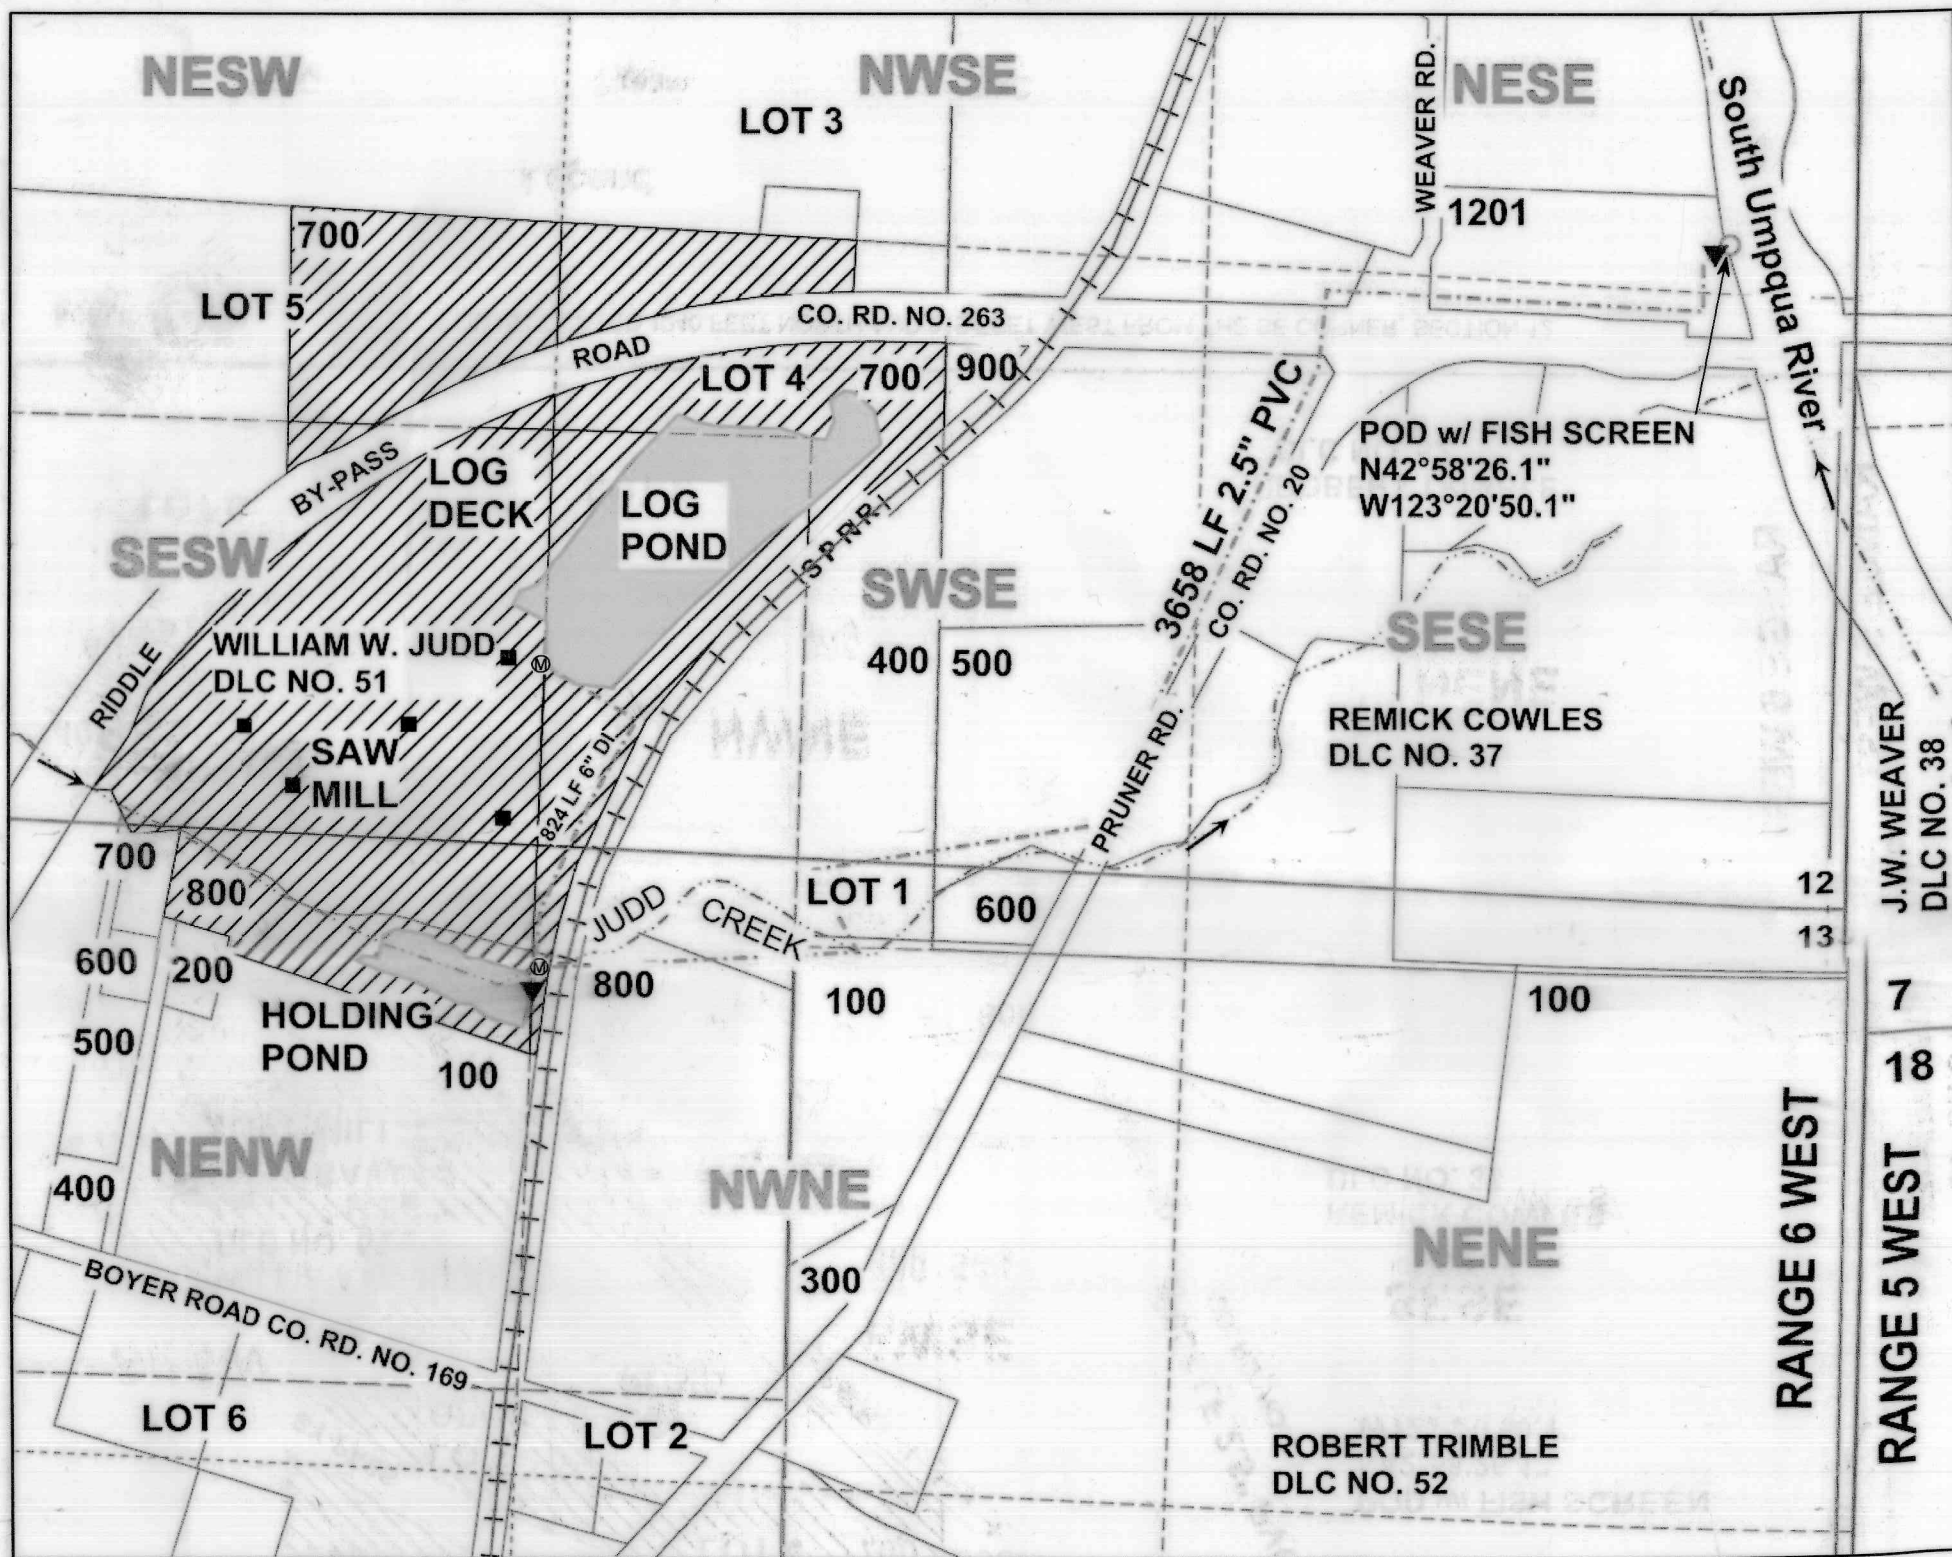 NESW
NWSE
NESE
LOT 3
WEAVER RD.
South Umpqua River
1201
700
LOT 5
CO. RD. NO. 263
ROAD
BY-PASS
RIDDLE
LOT 4
700
900
LOG
DECK
LOG
POND
3658 LF 2.5" PVC
CO. RD. NO. 20
PRUNER RD.
POD w/ FISH SCREEN
N42°58'26.1"
W123°20'50.1"
SPRR
SESW
SWSE
SESE
WILLIAM W. JUDD
DLC NO. 51
M
400
500
SAW
MILL
824 LF 6" DI
REMICK COWLES
DLC NO. 37
J.W. WEAVER
DLC NO. 38
700
800
JUDD
CREEK
LOT 1
600
12
13
M
600
200
800
100
100
7
HOLDING
POND
500
100
18
400
NENW
NWNE
NENE
RANGE 6 WEST
RANGE 5 WEST
300
BOYER ROAD CO. RD. NO. 169
LOT 6
LOT 2
ROBERT TRIMBLE
DLC NO. 52